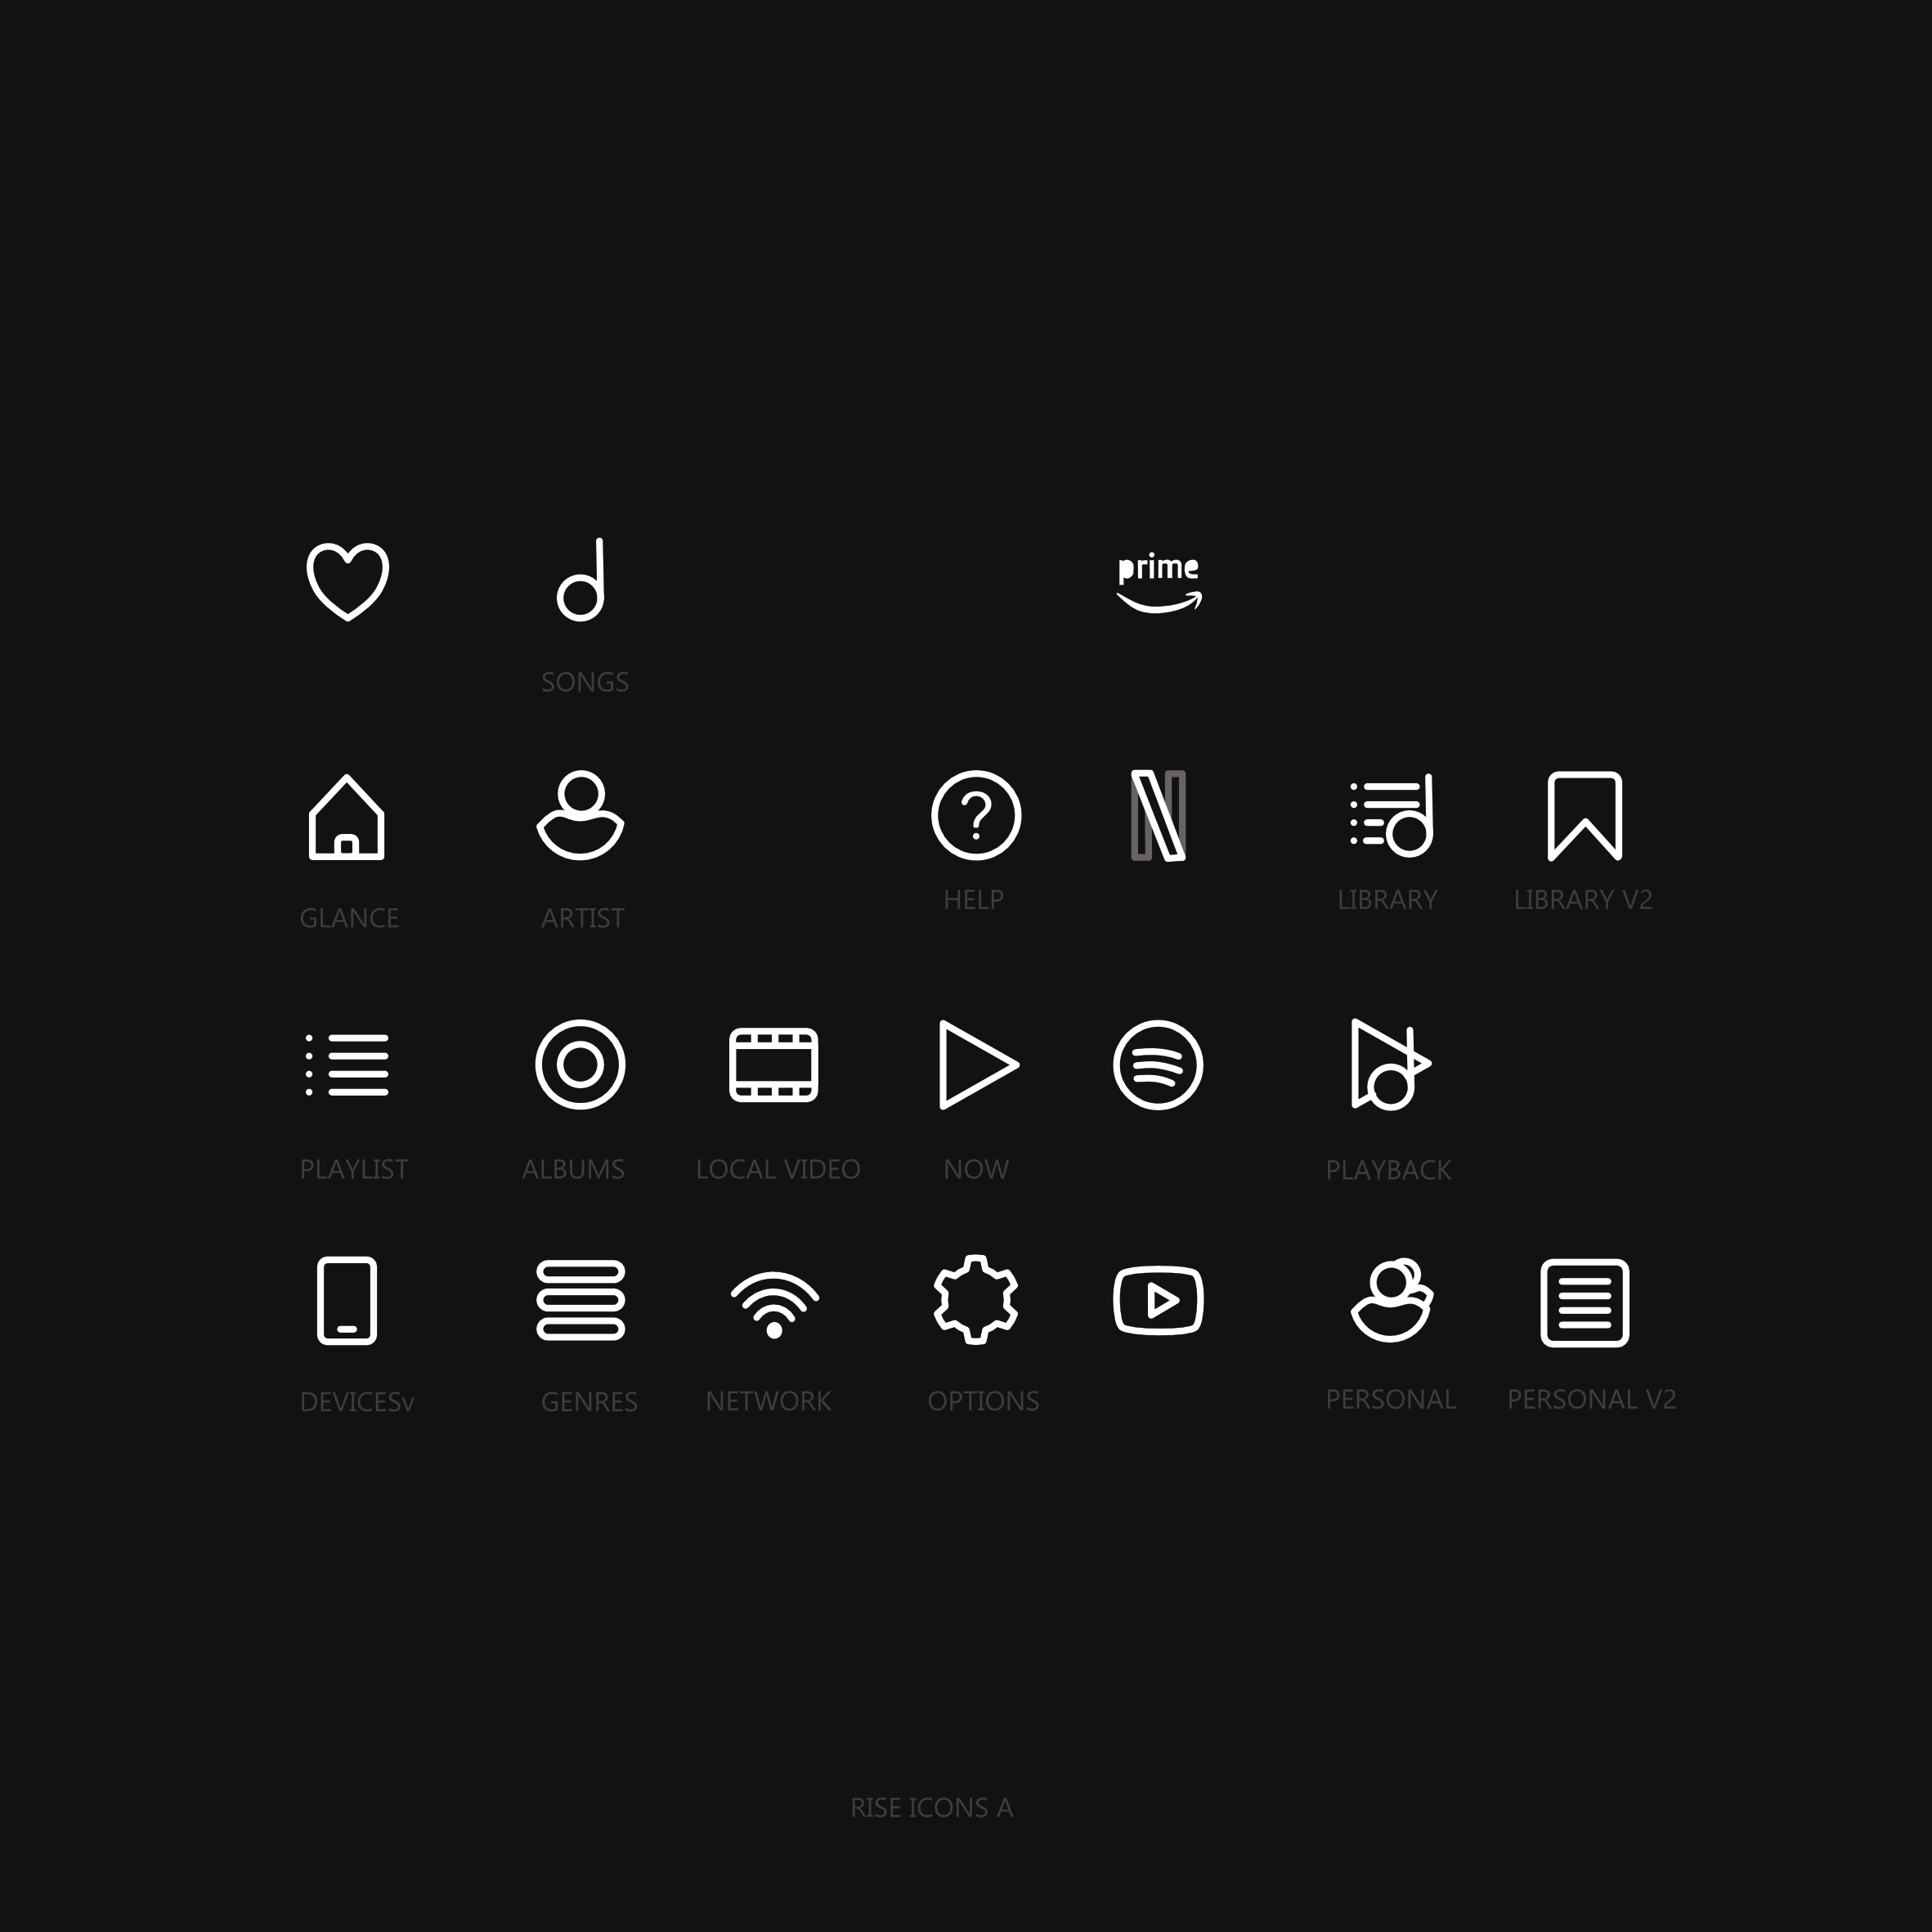 prime
SONGS
GLANCE
ARTIST
HELP
LIBRARY
LIBRARY V2
PLAYLIST
ALBUMS
LOCAL VIDEO
NOW
PLAYBACK
DEVICESv
GENRES
NETWORK
OPTIONS
PERSONAL
PERSONAL V2
RISE ICONS A